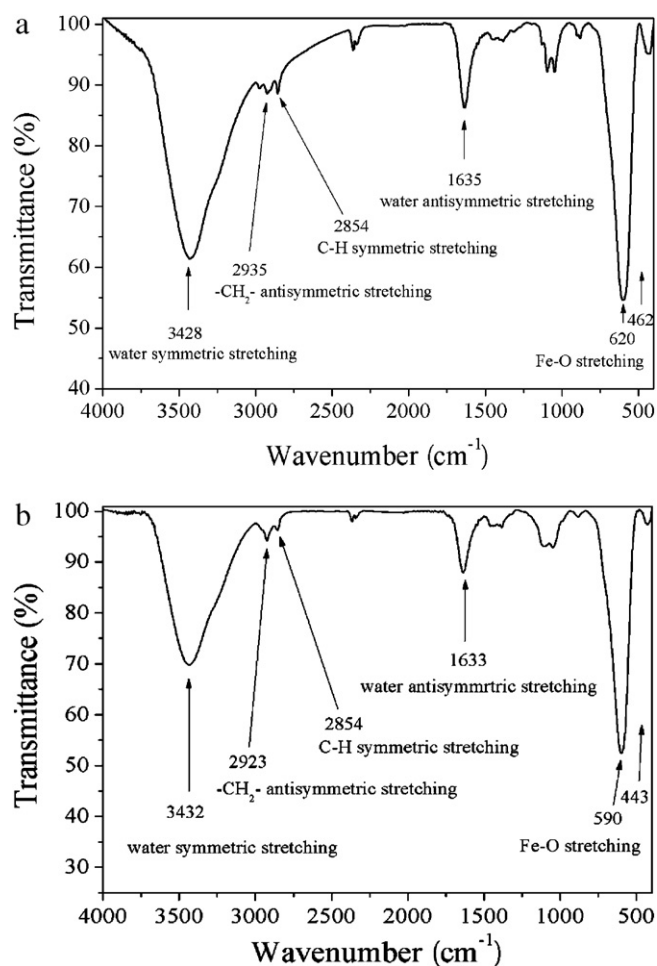 a
100
90
80
70
60
50
40
Transmittance (%)
1635
water antisymmetric stretching
2854
C-H symmetric stretching
2935
-CH₂- antisymmetric stretching
3428
water symmetric stretching
462
620
Fe-O stretching
4000 3500 3000 2500 2000 1500 1000 500
Wavenumber (cm⁻¹)
b
100
90
80
70
60
50
40
30
Transmittance (%)
1633
water antisymmrtric stretching
2854
C-H symmetric stretching
2923
-CH₂- antisymmetric stretching
3432
water symmetric stretching
443
590
Fe-O stretching
4000 3500 3000 2500 2000 1500 1000 500
Wavenumber (cm⁻¹)